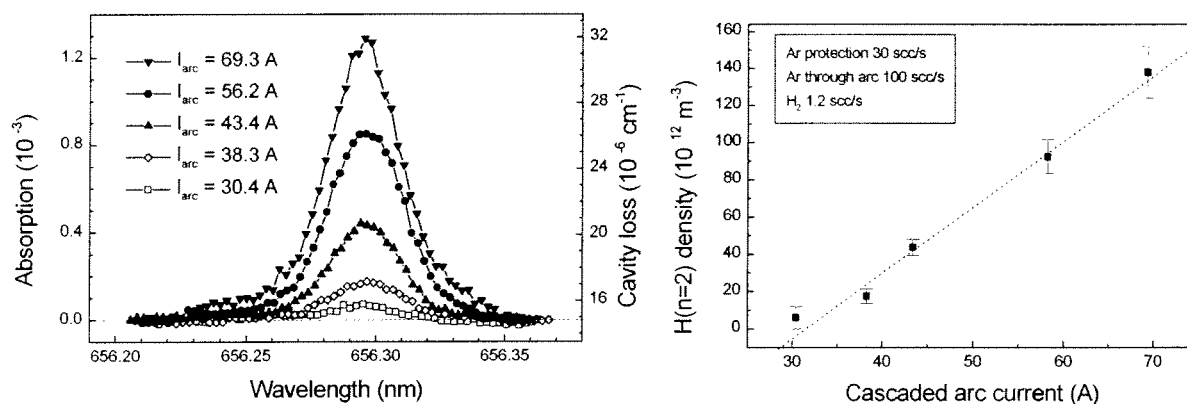 1.2
0.8
0.4
0.0
Absorption (10⁻³)
I_arc = 69.3 A
I_arc = 56.2 A
I_arc = 43.4 A
I_arc = 38.3 A
I_arc = 30.4 A
32
28
24
20
16
Cavity loss (10⁻⁶ cm⁻¹)
656.20 656.25 656.30 656.35
Wavelength (nm)
160
140
120
100
80
60
40
20
0
H(n=2) density (10¹² m⁻³)
Ar protection 30 scc/s
Ar through arc 100 scc/s
H₂ 1.2 scc/s
30 40 50 60 70
Cascaded arc current (A)